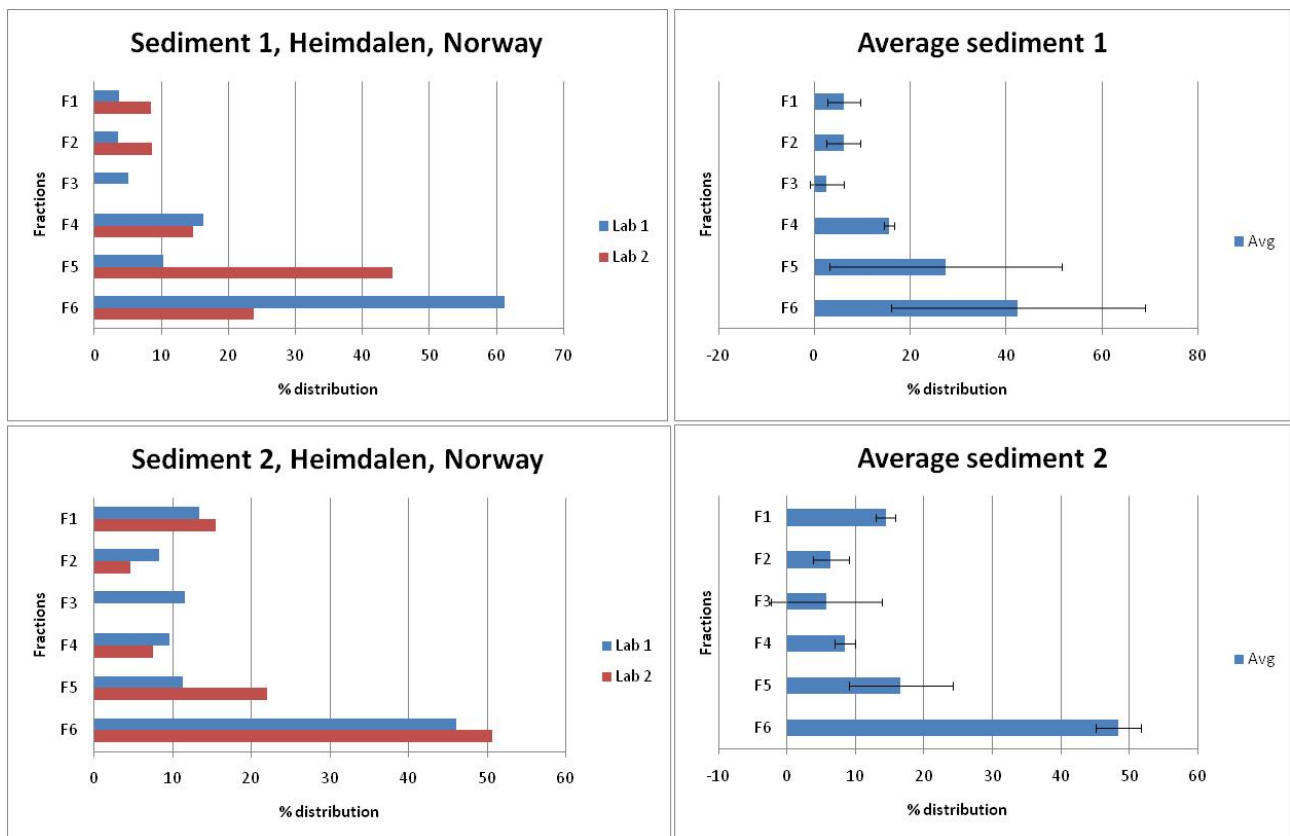 Sediment 1, Heimdalen, Norway
F1
F2
F3
F4
F5
F6
Fractions
0 10 20 30 40 50 60 70
% distribution
Lab 1
Lab 2
Average sediment 1
F1
F2
F3
F4
F5
F6
Fractions
-20 0 20 40 60 80
% distribution
Avg
Sediment 2, Heimdalen, Norway
F1
F2
F3
F4
F5
F6
Fractions
0 10 20 30 40 50 60
% distribution
Lab 1
Lab 2
Average sediment 2
F1
F2
F3
F4
F5
F6
Fractions
-10 0 10 20 30 40 50 60
% distribution
Avg